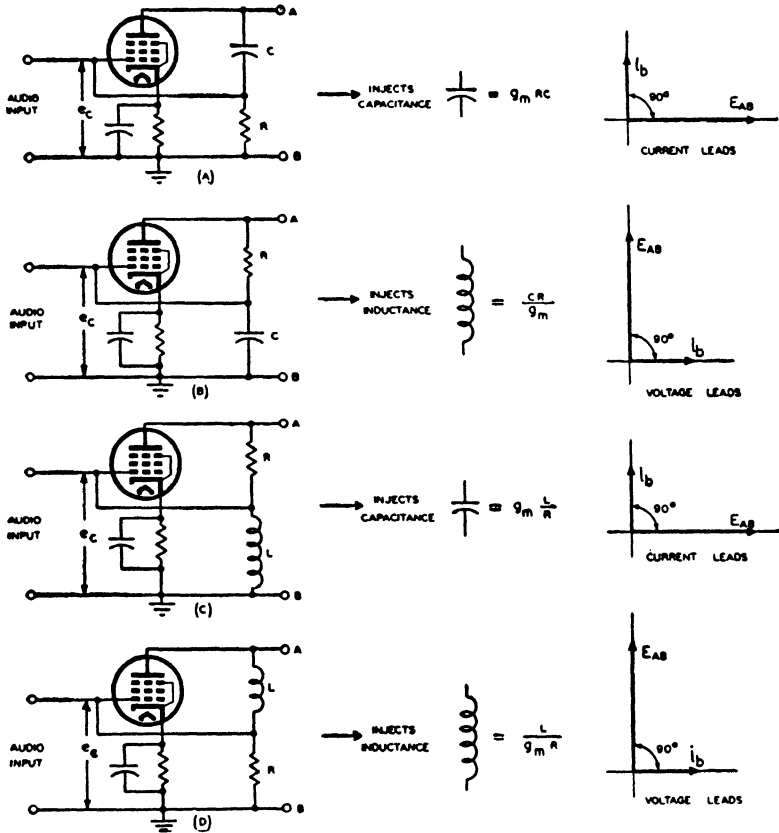 A
C
AUDIO
INPUT
e_c
R
B
(A)
INJECTS
CAPACITANCE
= g_m RC
I_b
90°
E_AB
CURRENT LEADS
A
R
AUDIO
INPUT
e_c
C
B
(B)
INJECTS
INDUCTANCE
= CR
g_m
E_AB
90°
i_b
VOLTAGE LEADS
A
R
AUDIO
INPUT
e_c
L
B
(C)
INJECTS
CAPACITANCE
= g_m L
R
I_b
90°
E_AB
CURRENT LEADS
A
L
AUDIO
INPUT
e_c
R
B
(D)
INJECTS
INDUCTANCE
= L
g_m R
E_AB
90°
i_b
VOLTAGE LEADS